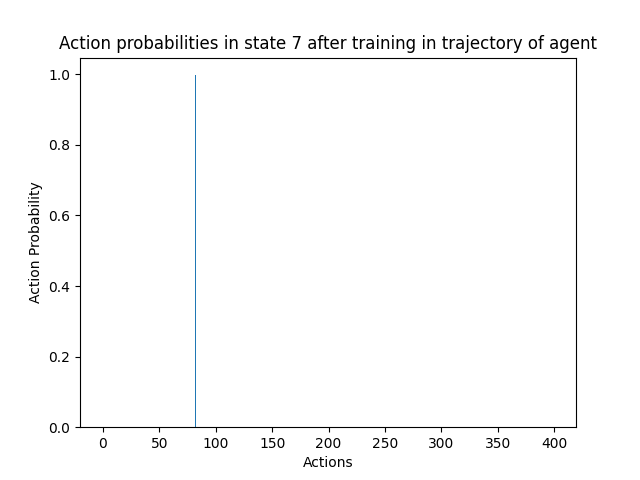 Action probabilities in state 7 after training in trajectory of agent
1.0
0.8
0.6
0.4
0.2
0.0
Action Probability
0 50 100 150 200 250 300 350 400
Actions